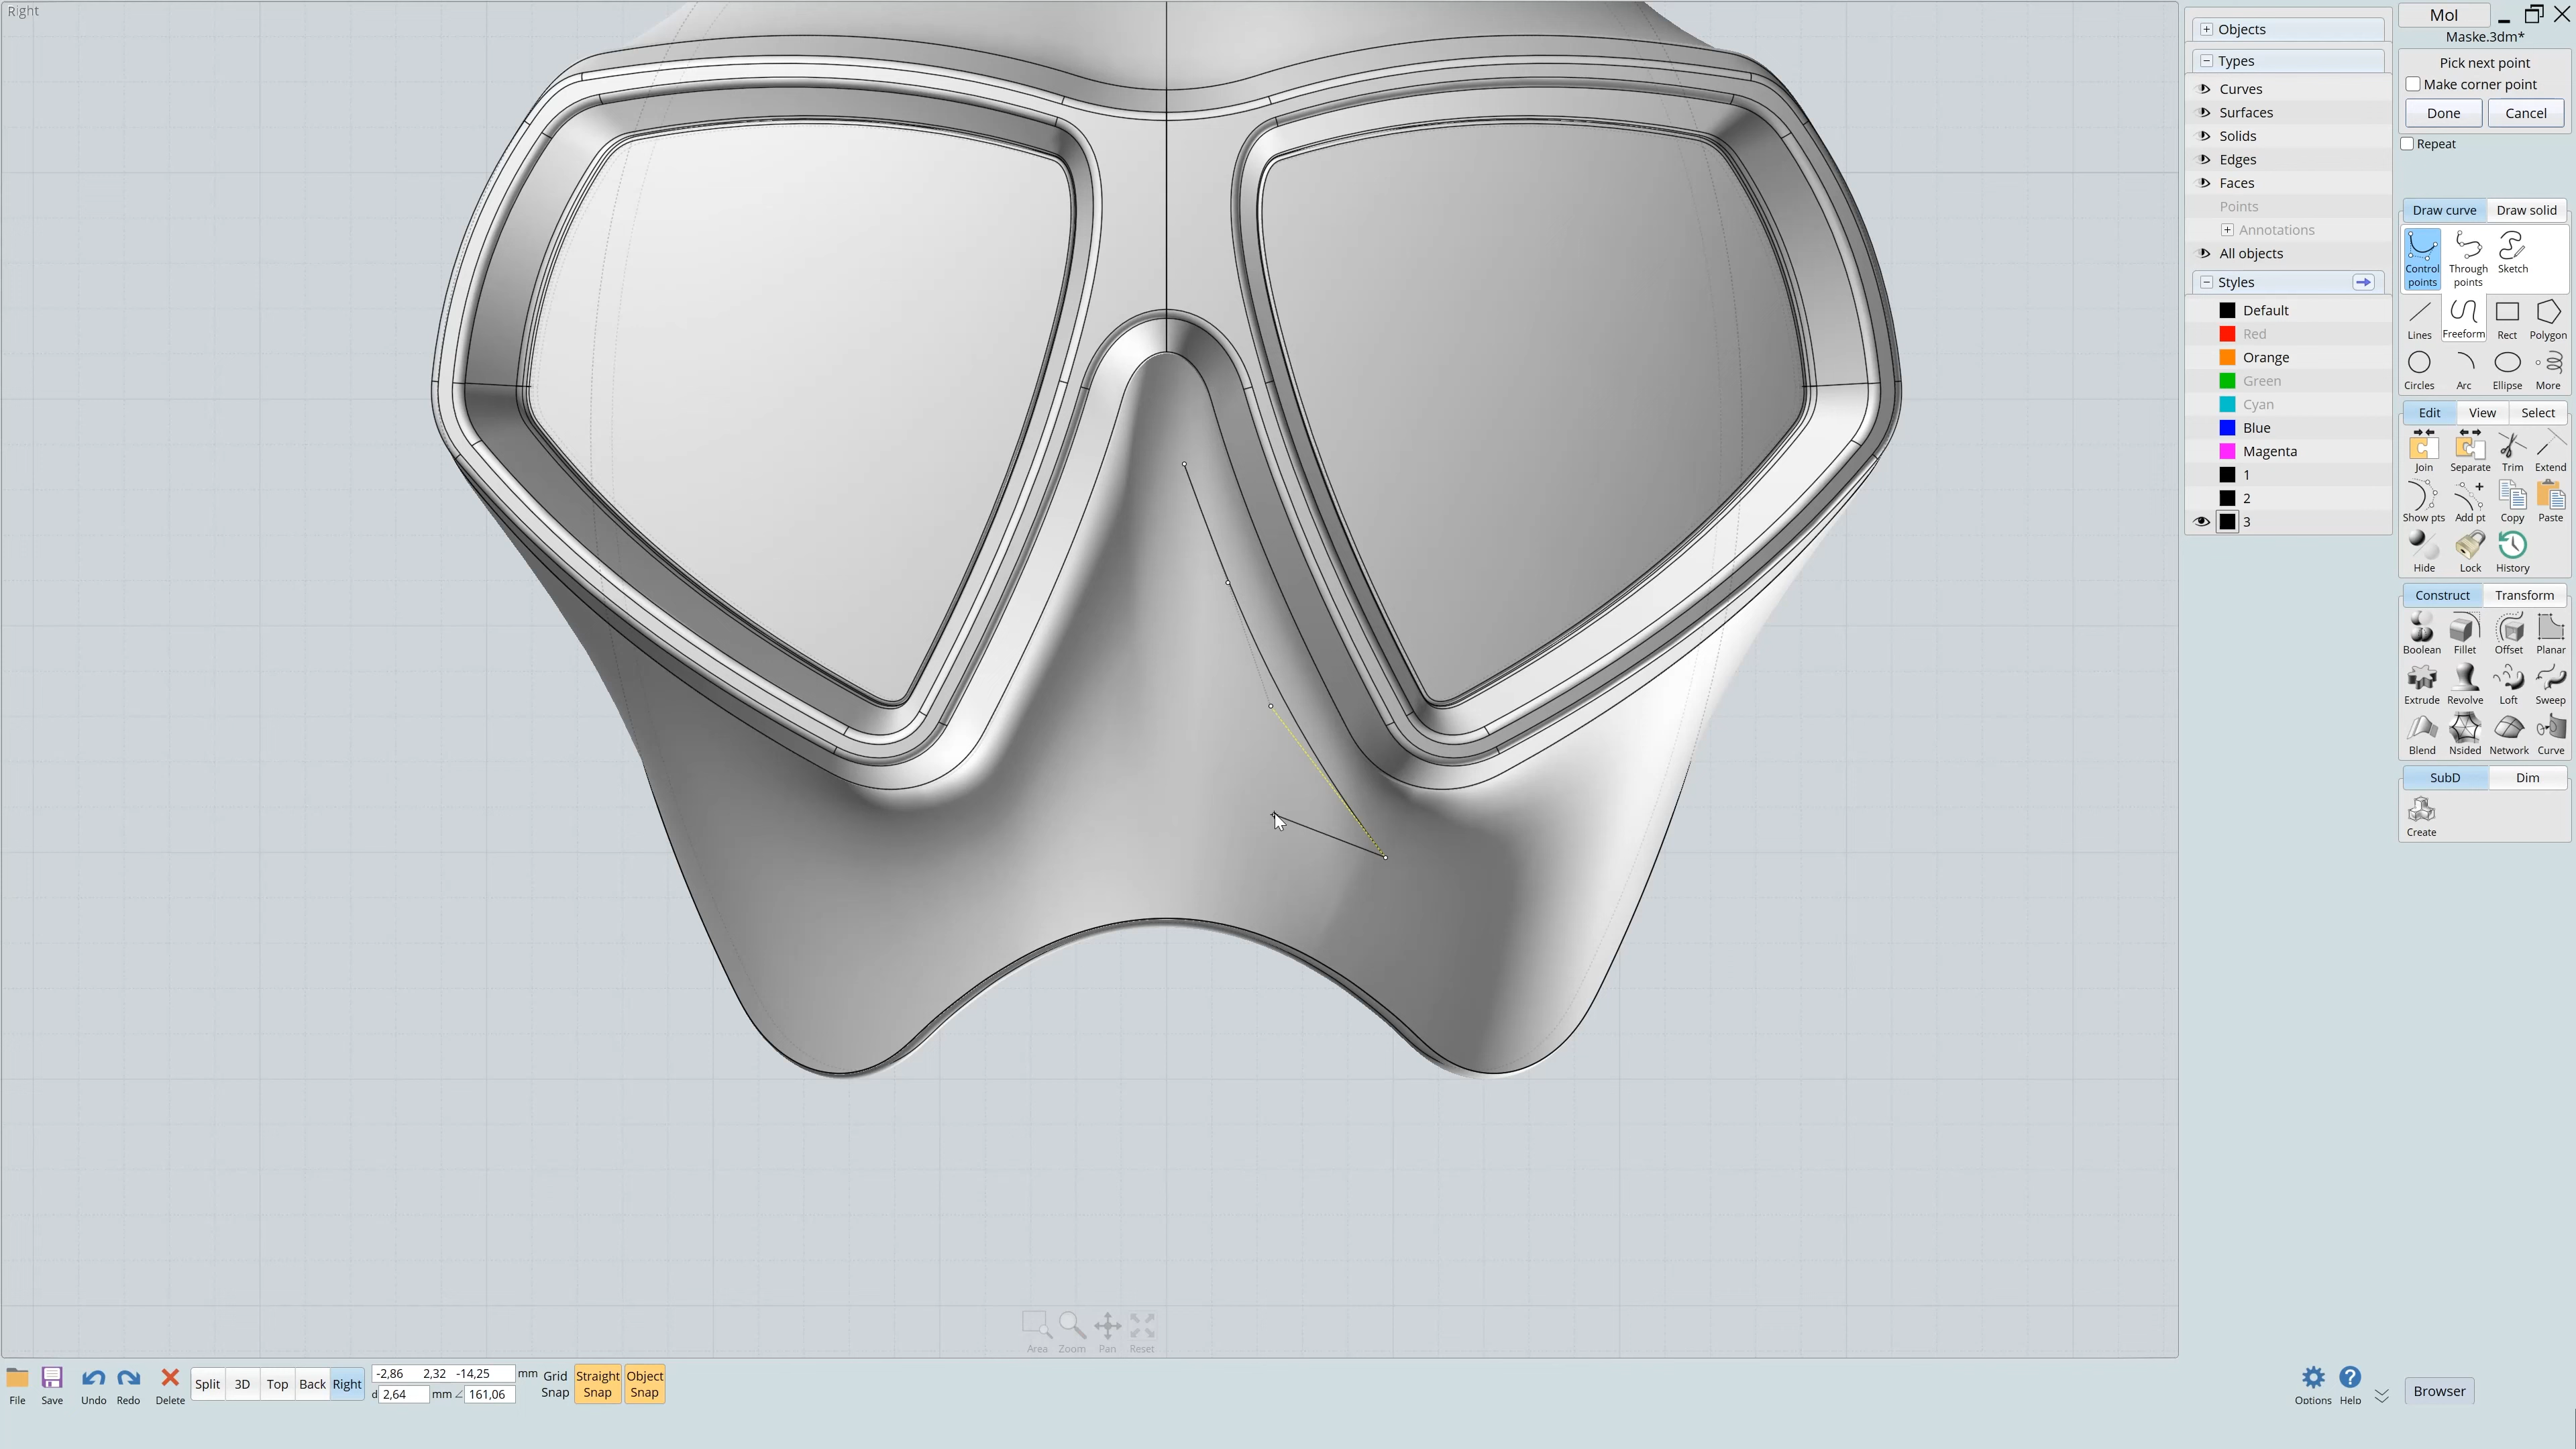 Right
Objects
Types
Curves
Surfaces
Solids
Edges
Faces
Points
Annotations
All objects
Styles
Default
Red
Orange
Green
Cyan
Blue
Magenta
1
2
3
MoI
Maske.3dm*
Pick next point
Make corner point
Done Cancel
Repeat
Draw curve Draw solid
Control points Through points Sketch
Lines Freeform Rect Polygon
Circles Arc Ellipse More
Edit View Select
Join Separate Trim Extend
Show pts Add pt Copy Paste
Hide Lock History
Construct Transform
Boolean Fillet Offset Planar
Extrude Revolve Loft Sweep
Blend Nsided Network Curve
SubD Dim
Create
Area Zoom Pan Reset
File Save Undo Redo Delete
Split 3D Top Back Right
-2,86 2,32 -14,25 mm
d 2,64 mm ∠ 161,06
Grid Snap
Straight Snap
Object Snap
Options Help
Browser